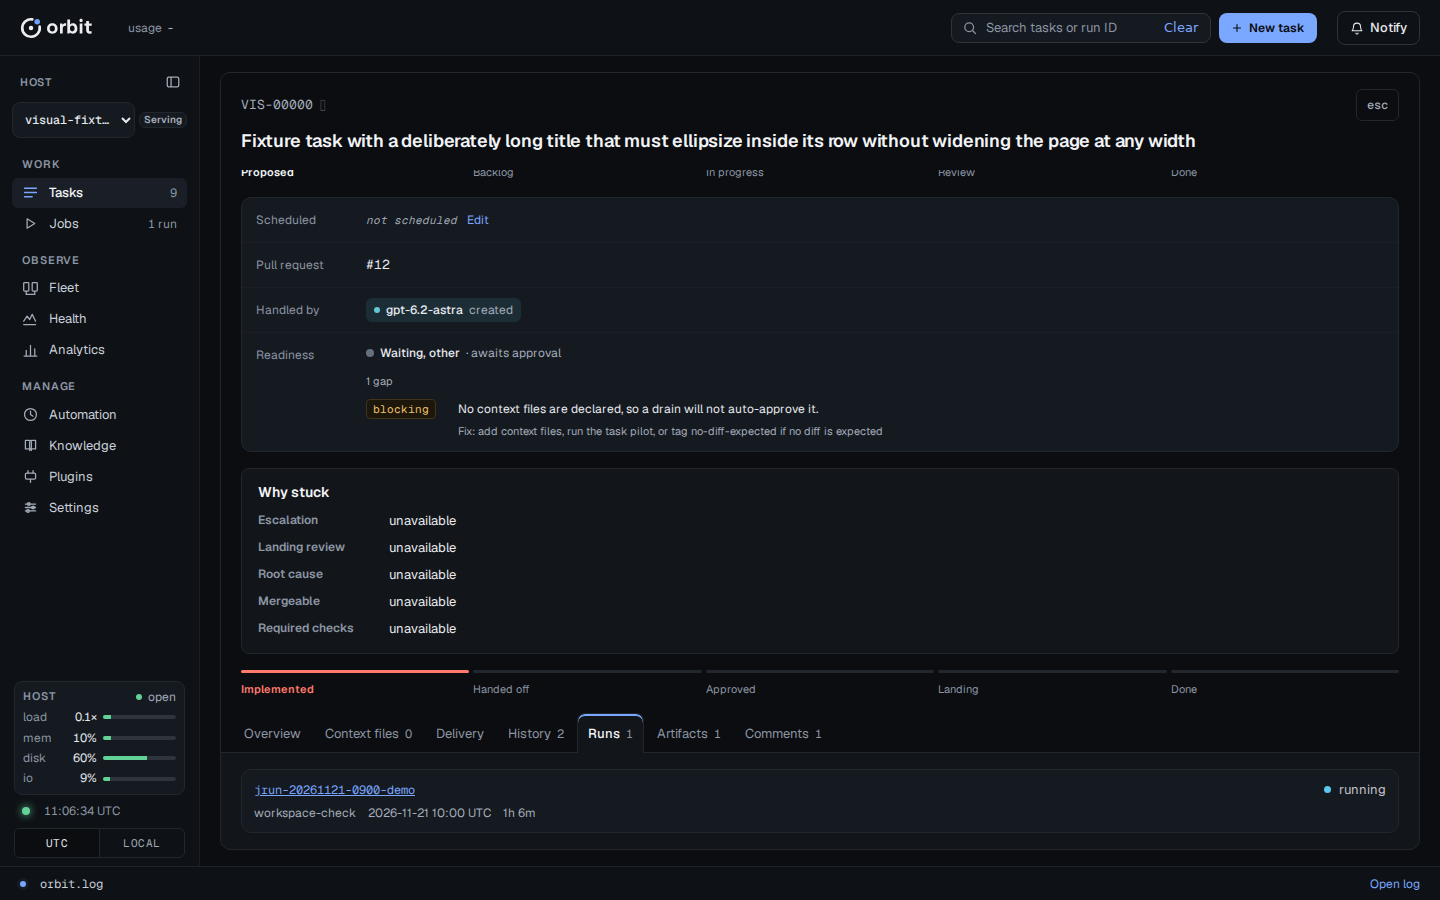 orbit
usage -
Search tasks or run ID
Clear
+ New task
Notify
HOST
visual-fixt...
Serving
WORK
Tasks 9
Jobs 1 run
OBSERVE
Fleet
Health
Analytics
MANAGE
Automation
Knowledge
Plugins
Settings
HOST open
load 0.1×
mem 10%
disk 60%
io 9%
11:06:34 UTC
UTC LOCAL
VIS-00000
esc
Fixture task with a deliberately long title that must ellipsize inside its row without widening the page at any width
Proposed Backlog In progress Review Done
Scheduled not scheduled Edit
Pull request #12
Handled by gpt-6.2-astra created
Readiness Waiting, other · awaits approval
1 gap
blocking No context files are declared, so a drain will not auto-approve it.
Fix: add context files, run the task pilot, or tag no-diff-expected if no diff is expected
Why stuck
Escalation unavailable
Landing review unavailable
Root cause unavailable
Mergeable unavailable
Required checks unavailable
Implemented Handed off Approved Landing Done
Overview Context files 0 Delivery History 2 Runs 1 Artifacts 1 Comments 1
jrun-20261121-0900-demo running
workspace-check 2026-11-21 10:00 UTC 1h 6m
orbit.log
Open log